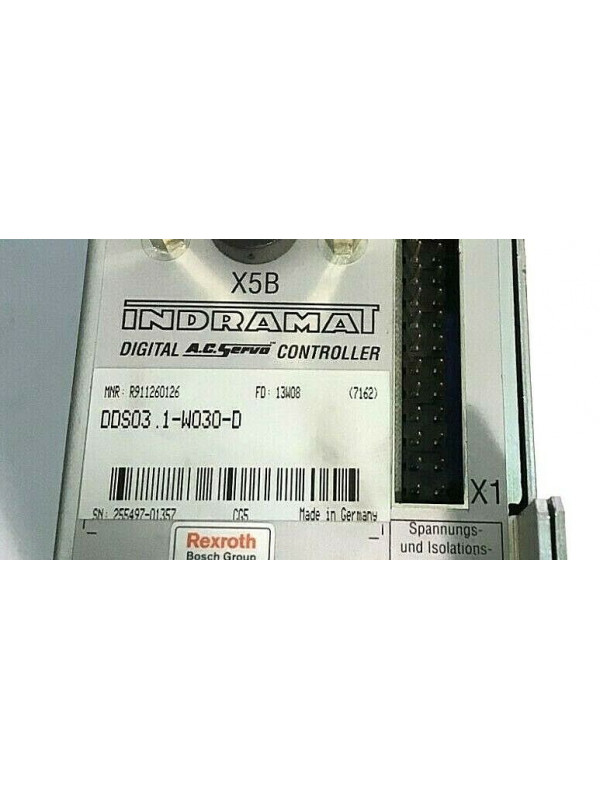 X5B
INDRAMAT
DIGITAL A.C. Servo™ CONTROLLER
MNR: R911260126 FD: 13W08 (7162)
DDS03.1-W030-D
SN: 255497-01357 CG5 Made in Germany
X1
Rexroth
Bosch Group
Spannungs-
und Isolations-